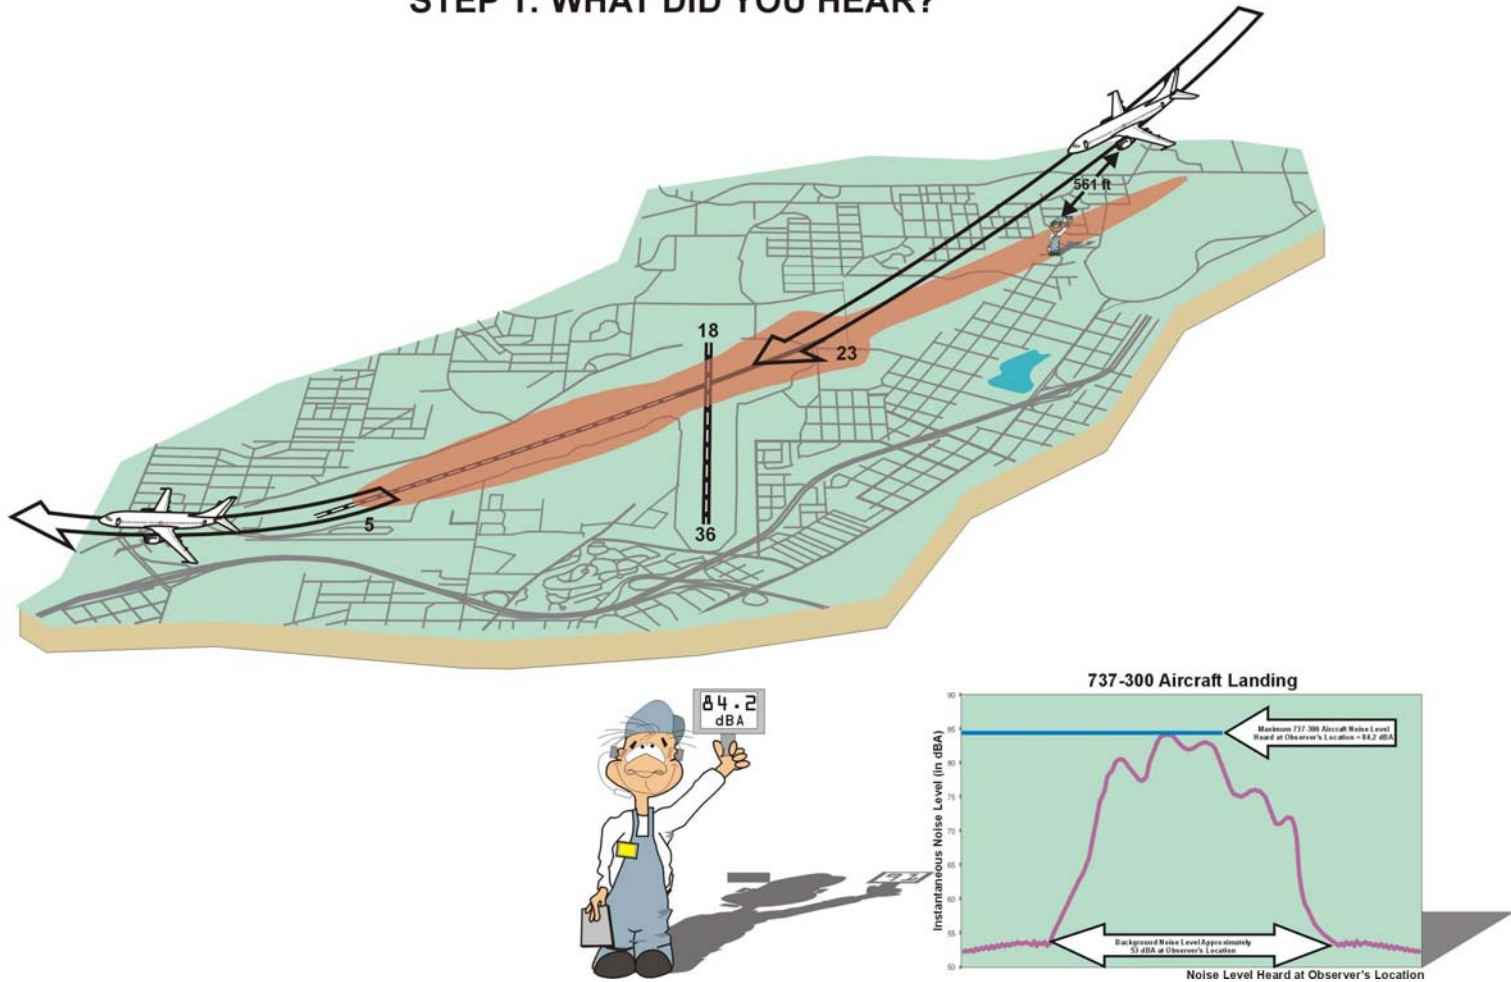 STEP 1: WHAT DID YOU HEAR?
561 ft
18
23
5
36
84.2
dBA
737-300 Aircraft Landing
Instantaneous Noise Level (in dBA)
90
85
80
75
70
65
60
55
50
Maximum 737-300 Aircraft Noise Level
Heard at Observer's Location = 84.2 dBA
Background Noise Level Approximately
53 dBA at Observer's Location
Noise Level Heard at Observer's Location